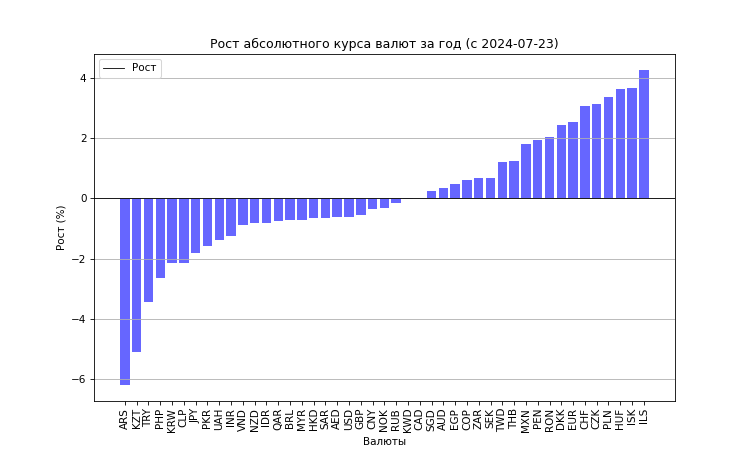 Рост абсолютного курса валют за год (с 2024-07-23)
Рост
4
2
0
−2
−4
−6
Рост (%)
ARS KZT TRY PHP KRW CLP JPY PKR UAH INR VND NZD IDR QAR BRL MYR HKD SAR AED USD GBP CNY NOK RUB KWD CAD SGD AUD EGP COP ZAR SEK TWD THB MXN PEN RON DKK EUR CHF CZK PLN HUF ISK ILS
Валюты